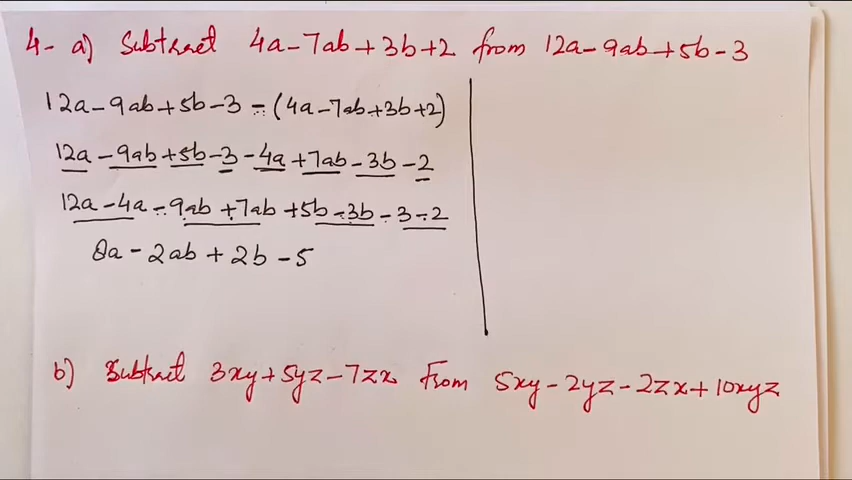 4- a) Subtract 4a-7ab+3b+2 from 12a-9ab+5b-3
12a-9ab+5b-3-(4a-7ab+3b+2)
12a-9ab+5b-3-4a+7ab-3b-2
12a-4a-9ab+7ab+5b-3b-3-2
8a-2ab+2b-5
b) Subtract 3xy+5yz-7zx From 5xy-2yz-2zx+10xyz